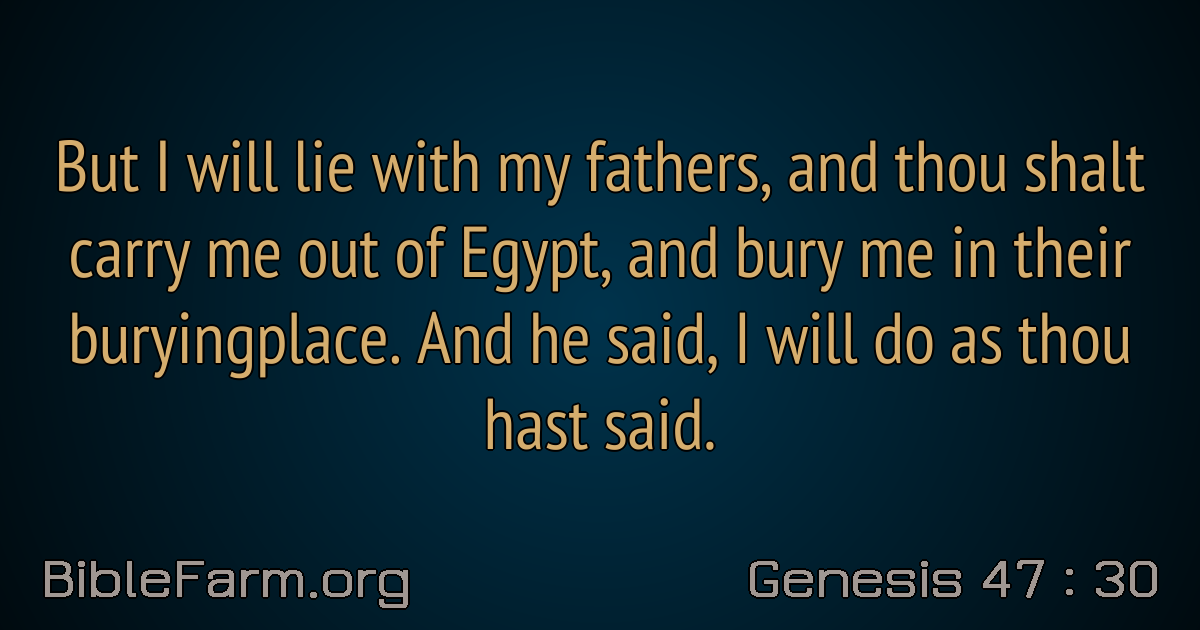 But I will lie with my fathers, and thou shalt
carry me out of Egypt, and bury me in their
buryingplace. And he said, I will do as thou
hast said.
BibleFarm.org
Genesis 47 : 30